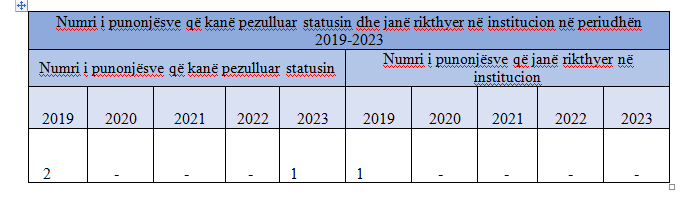 Numri i punonjësve që kanë pezulluar statusin dhe janë rikthyer në institucion në periudhën
2019-2023
Numri i punonjësve që kanë pezulluar statusin
Numri i punonjësve që janë rikthyer në
institucion
2019 2020 2021 2022 2023 2019 2020 2021 2022 2023
2 - - - 1 1 - - - -